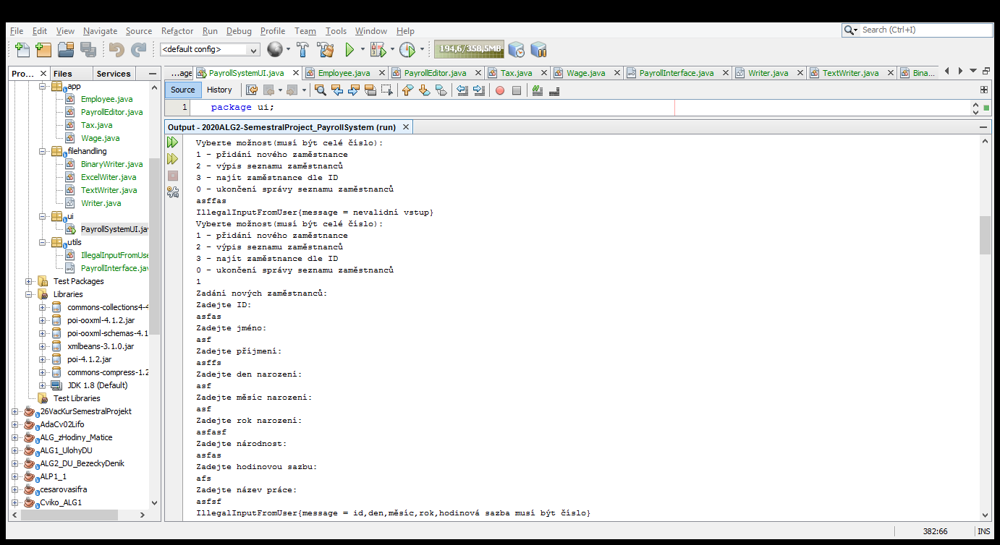 File Edit View Navigate Source Refactor Run Debug Profile Team Tools Window Help
Search (Ctrl+I)
<default config>
194,6/358,5MB
Pro... Files Services
...age PayrollSystemUI.java Employee.java PayrollEditor.java Tax.java Wage.java PayrollInterface.java Writer.java TextWriter.java Bina...
Source History
1 package ui;
app
Employee.java
PayrollEditor.java
Tax.java
Wage.java
filehandling
BinaryWriter.java
ExcelWiter.java
TextWriter.java
Writer.java
ui
PayrollSystemUI.jav
utils
IllegalInputFromUse
PayrollInterface.jav
Test Packages
Libraries
commons-collections4-4
poi-ooxml-4.1.2.jar
poi-ooxml-schemas-4.1
xmlbeans-3.1.0.jar
poi-4.1.2.jar
commons-compress-1.2
JDK 1.8 (Default)
Test Libraries
26VacKurSemestralProjekt
AdaCv02Lifo
ALG_zHodiny_Matice
ALG1_UlohyDU
ALG2_DU_BezeckyDenik
ALP1_1
cesarovasifra
Cviko_ALG1
Output - 2020ALG2-SemestralProject_PayrollSystem (run)
Vyberte možnost(musí být celé číslo):
1 - přidání nového zaměstnance
2 - výpis seznamu zaměstnanců
3 - najít zaměstnance dle ID
0 - ukončení správy seznamu zaměstnanců
asffas
IllegalInputFromUser{message = nevalidní vstup}
Vyberte možnost(musí být celé číslo):
1 - přidání nového zaměstnance
2 - výpis seznamu zaměstnanců
3 - najít zaměstnance dle ID
0 - ukončení správy seznamu zaměstnanců
1
Zadání nových zaměstnanců:
Zadejte ID:
asfas
Zadejte jméno:
asf
Zadejte příjmení:
asffs
Zadejte den narození:
asf
Zadejte měsíc narození:
asf
Zadejte rok narození:
asfasf
Zadejte národnost:
asfas
Zadejte hodinovou sazbu:
afs
Zadejte název práce:
asfsf
IllegalInputFromUser{message = id,den,měsíc,rok,hodinová sazba musí být číslo}
382:66 INS